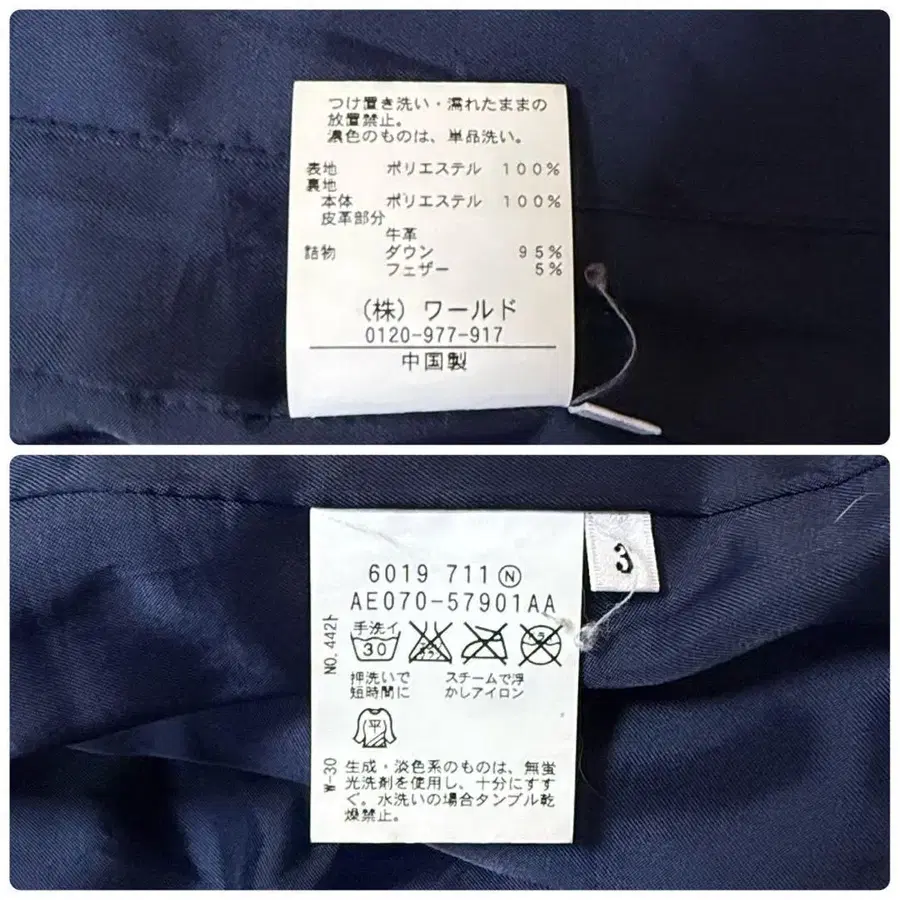 つけ置き洗い・濡れたままの
放置禁止。
濃色のものは、単品洗い。
表地 ポリエステル 100%
裏地
本体 ポリエステル 100%
皮革部分
牛革
詰物 ダウン 95%
フェザー 5%
(株) ワールド
0120-977-917
中国製
6019 711 Ⓝ
AE070-57901AA
3
NO.442ト
手洗イ
30
押洗いで
短時間に
スチームで浮
かしアイロン
平
W-30
生成・淡色系のものは、無蛍
光洗剤を使用し、十分にすす
ぐ。水洗いの場合タンブル乾
燥禁止。